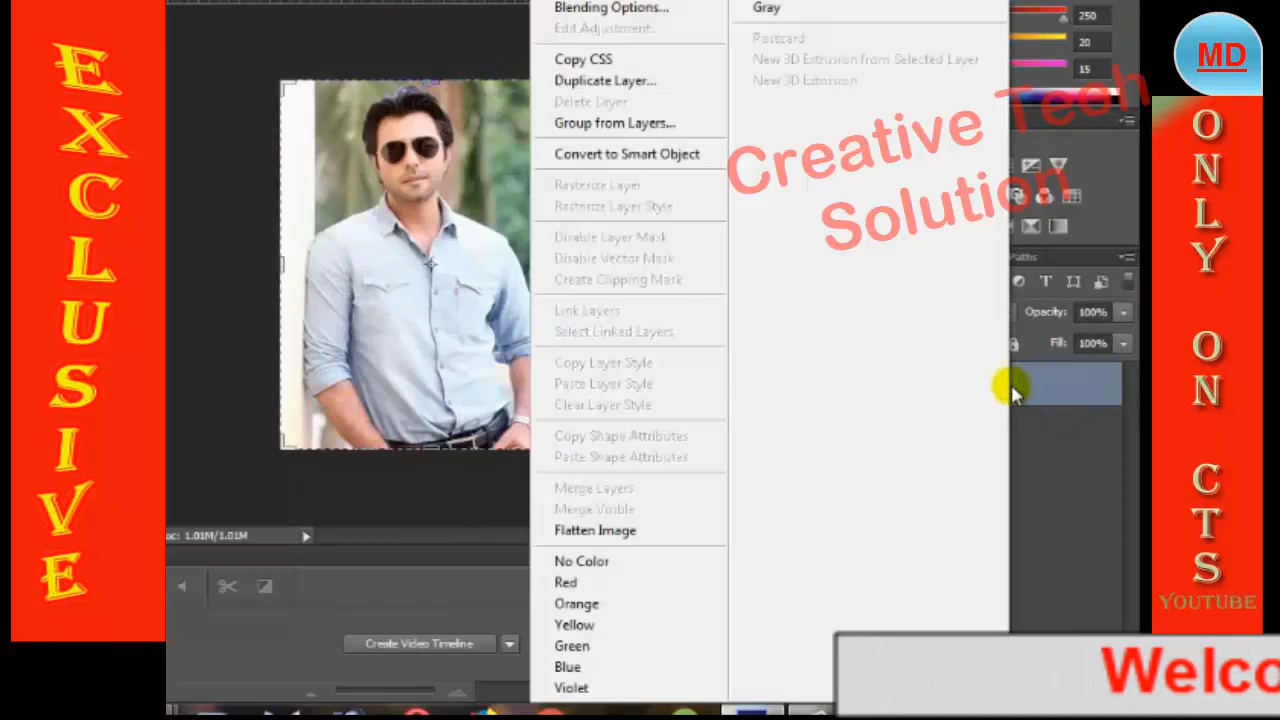 EXCLUSIVE
Blending Options...
Edit Adjustment...
Copy CSS
Duplicate Layer...
Delete Layer
Group from Layers...
Convert to Smart Object
Rasterize Layer
Rasterize Layer Style
Disable Layer Mask
Disable Vector Mask
Create Clipping Mask
Link Layers
Select Linked Layers
Copy Layer Style
Paste Layer Style
Clear Layer Style
Copy Shape Attributes
Paste Shape Attributes
Merge Layers
Merge Visible
Flatten Image
No Color
Red
Orange
Yellow
Green
Blue
Violet
Gray
Postcard
New 3D Extrusion from Selected Layer
New 3D Extrusion
Creative Tech
Solution
250
20
15
Paths
T
Opacity: 100%
Fill: 100%
1.01M/1.01M
Create Video Timeline
MD
ONLY ON CTS
YOUTUBE
Welco